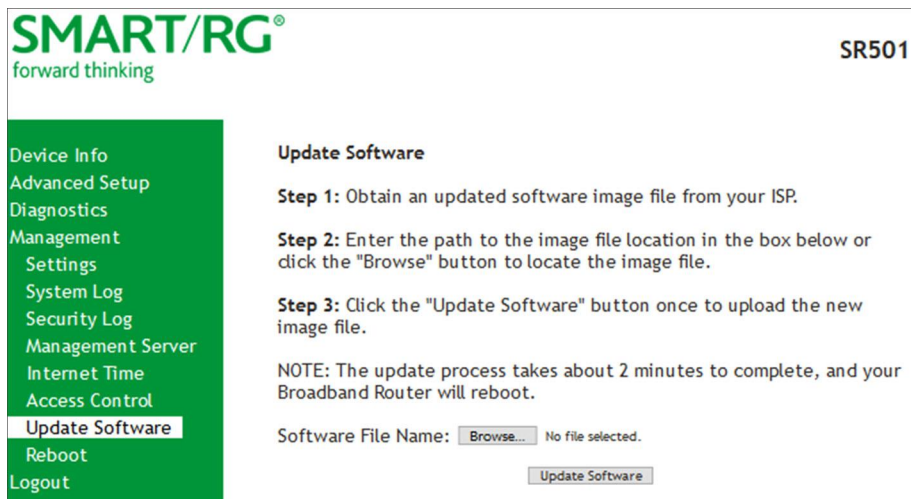 SMART/RG®
forward thinking
SR501
Device Info
Advanced Setup
Diagnostics
Management
Settings
System Log
Security Log
Management Server
Internet Time
Access Control
Update Software
Reboot
Logout
Update Software
Step 1: Obtain an updated software image file from your ISP.
Step 2: Enter the path to the image file location in the box below or
click the "Browse" button to locate the image file.
Step 3: Click the "Update Software" button once to upload the new
image file.
NOTE: The update process takes about 2 minutes to complete, and your
Broadband Router will reboot.
Software File Name: Browse... No file selected.
Update Software